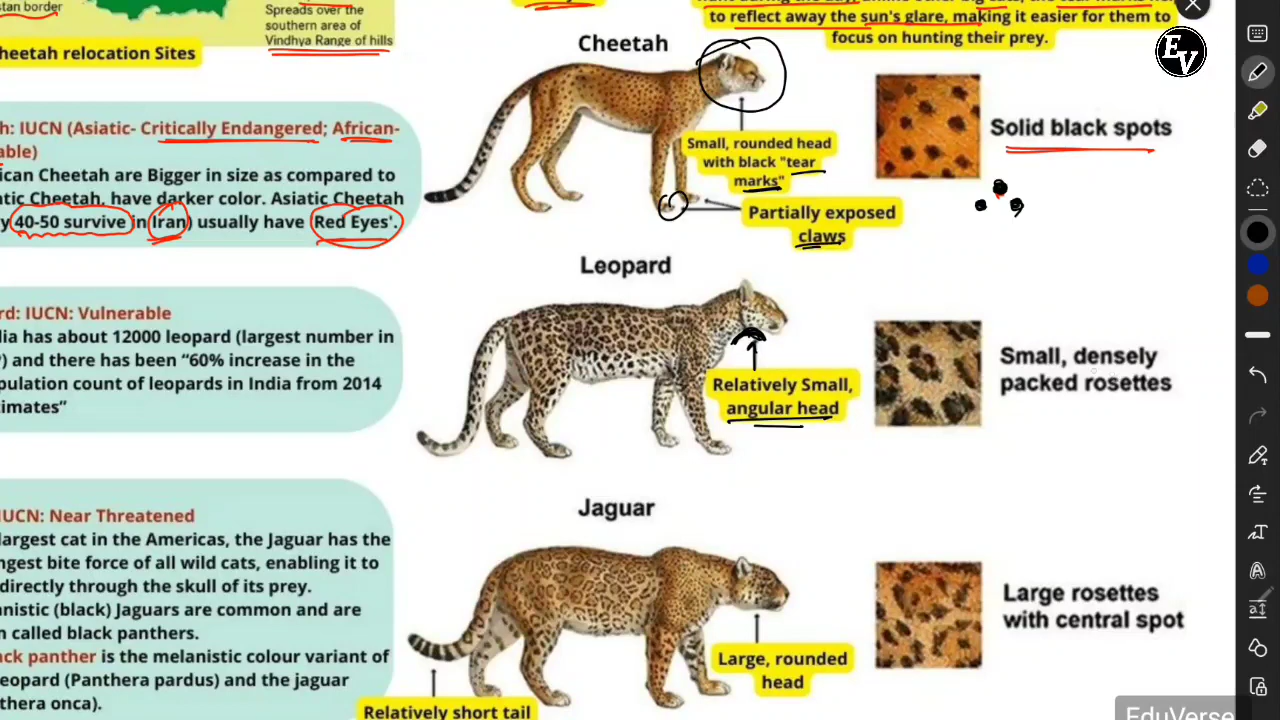 stan border
Spreads over the
southern area of
Vindhya Range of hills
heetah relocation Sites
to reflect away the sun's glare, making it easier for them to
focus on hunting their prey.
EV
Cheetah
h: IUCN (Asiatic- Critically Endangered; African-
able)
ican Cheetah are Bigger in size as compared to
atic Cheetah, have darker color. Asiatic Cheetah
y 40-50 survive in Iran) usually have Red Eyes'.
Small, rounded head
with black "tear
marks"
Partially exposed
claws
Solid black spots
Leopard
rd: IUCN: Vulnerable
dia has about 12000 leopard (largest number in
) and there has been “60% increase in the
pulation count of leopards in India from 2014
timates”
Relatively Small,
angular head
Small, densely
packed rosettes
Jaguar
IUCN: Near Threatened
largest cat in the Americas, the Jaguar has the
ngest bite force of all wild cats, enabling it to
directly through the skull of its prey.
anistic (black) Jaguars are common and are
n called black panthers.
ack panther is the melanistic colour variant of
eopard (Panthera pardus) and the jaguar
thera onca).
Large, rounded
head
Relatively short tail
Large rosettes
with central spot
EduVerse